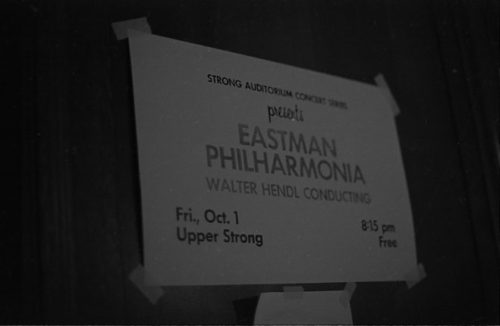 STRONG AUDITORIUM CONCERT SERIES
presents
EASTMAN
PHILHARMONIA
WALTER HENDL CONDUCTING
Fri., Oct. 1 8:15 pm
Upper Strong Free